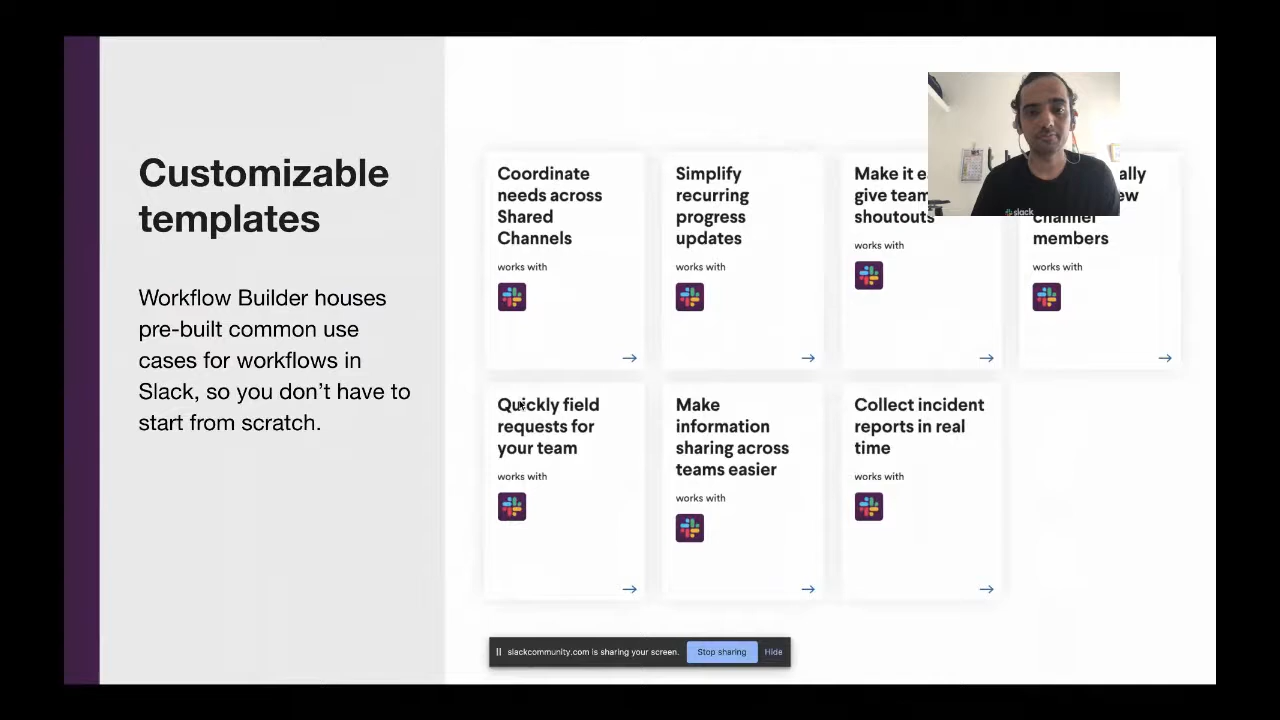 Customizable
templates
Workflow Builder houses
pre-built common use
cases for workflows in
Slack, so you don’t have to
start from scratch.
Coordinate
needs across
Shared
Channels
works with
Simplify
recurring
progress
updates
works with
Make it
give team
shoutouts
works with
channel
members
works with
slack
Quickly field
requests for
your team
works with
Make
information
sharing across
teams easier
works with
Collect incident
reports in real
time
works with
slackcommunity.com is sharing your screen.
Stop sharing
Hide